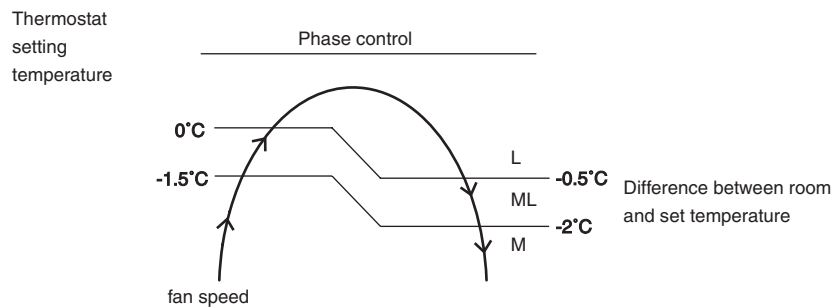 Thermostat
setting
temperature
Phase control
0°C
-1.5°C
L
ML
M
-0.5°C
-2°C
Difference between room
and set temperature
fan speed